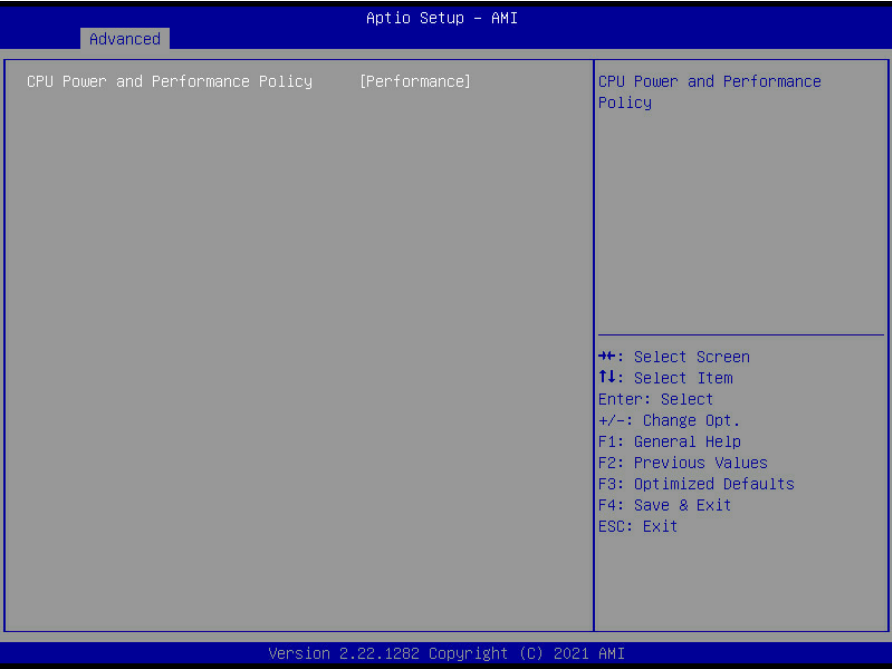 Aptio Setup – AMI
Advanced
CPU Power and Performance Policy [Performance]
CPU Power and Performance
Policy
→←: Select Screen
↑↓: Select Item
Enter: Select
+/-: Change Opt.
F1: General Help
F2: Previous Values
F3: Optimized Defaults
F4: Save & Exit
ESC: Exit
Version 2.22.1282 Copyright (C) 2021 AMI